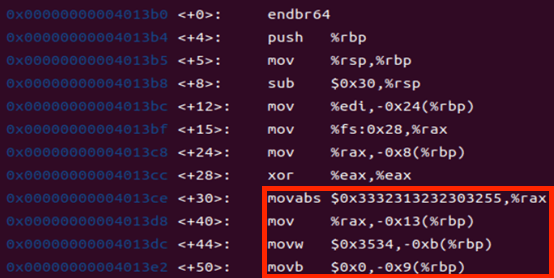 0x00000000004013b0 <+0>: endbr64
0x00000000004013b4 <+4>: push %rbp
0x00000000004013b5 <+5>: mov %rsp,%rbp
0x00000000004013b8 <+8>: sub $0x30,%rsp
0x00000000004013bc <+12>: mov %edi,-0x24(%rbp)
0x00000000004013bf <+15>: mov %fs:0x28,%rax
0x00000000004013c8 <+24>: mov %rax,-0x8(%rbp)
0x00000000004013cc <+28>: xor %eax,%eax
0x00000000004013ce <+30>: movabs $0x3332313232303255,%rax
0x00000000004013d8 <+40>: mov %rax,-0x13(%rbp)
0x00000000004013dc <+44>: movw $0x3534,-0xb(%rbp)
0x00000000004013e2 <+50>: movb $0x0,-0x9(%rbp)